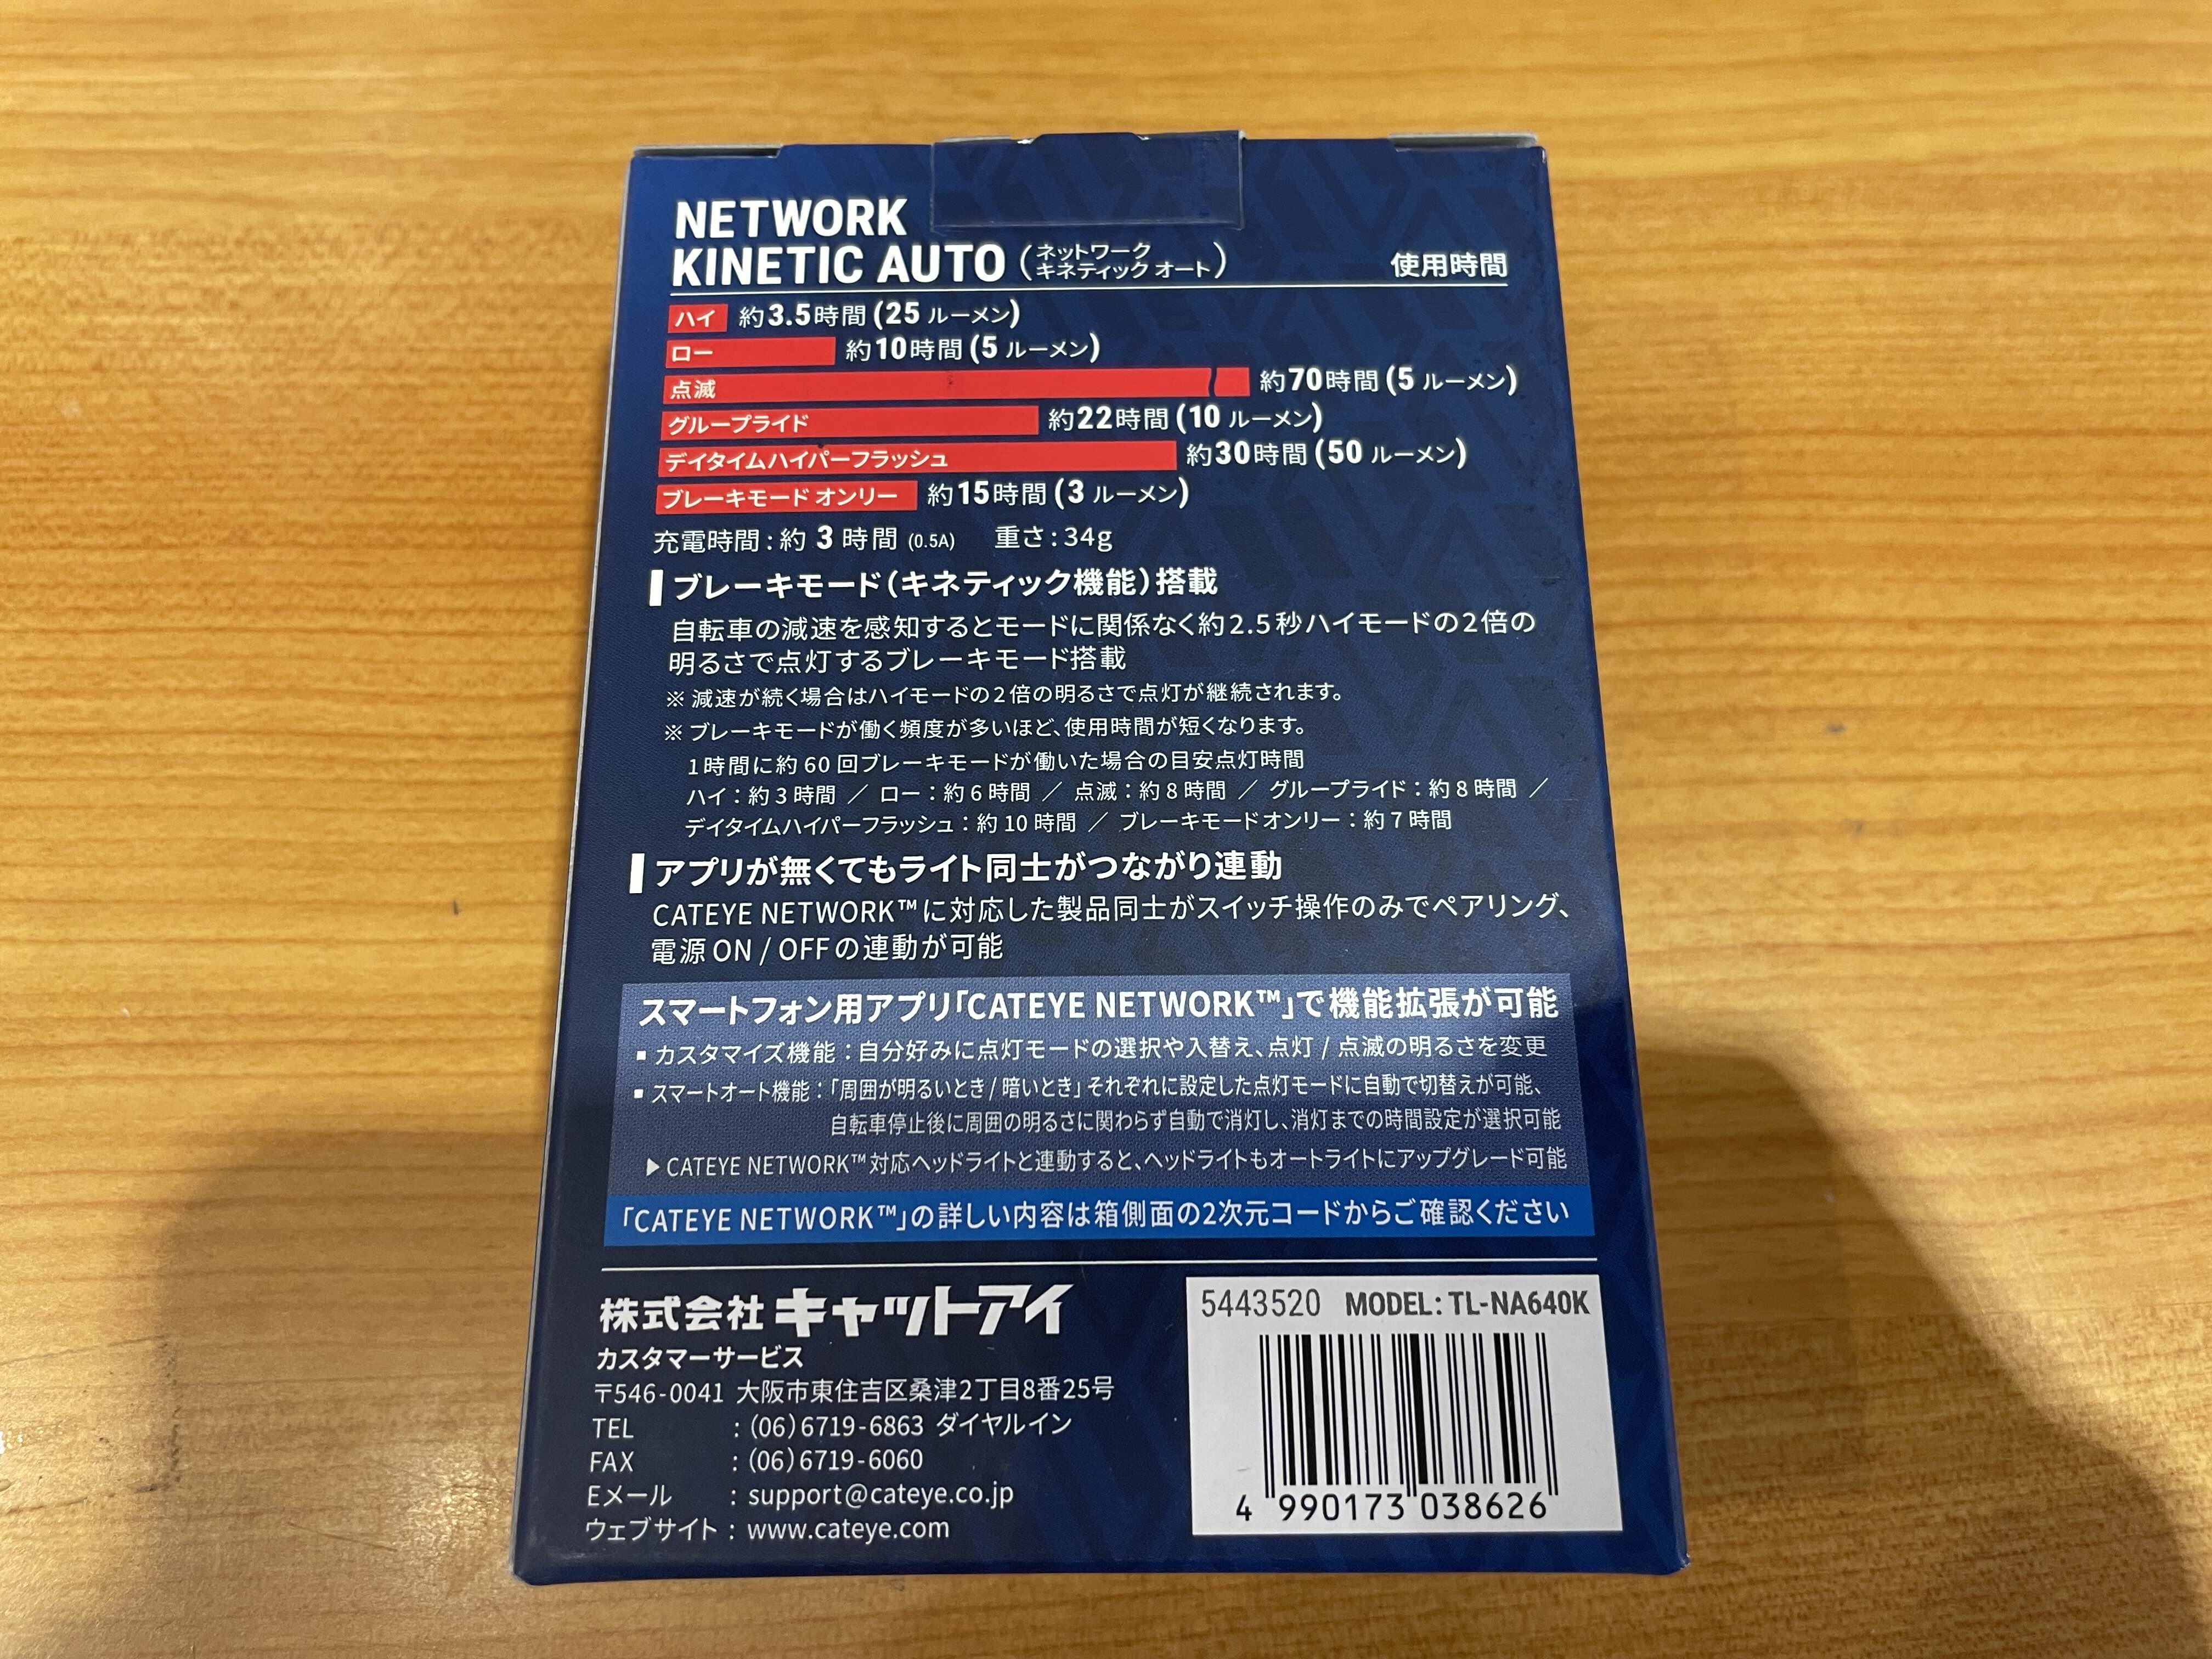 NETWORK
KINETIC AUTO (ネットワーク キネティック オート) 使用時間
ハイ 約3.5時間 (25 ルーメン)
ロー 約10時間 (5 ルーメン)
点滅 約70時間 (5 ルーメン)
グループライド 約22時間 (10 ルーメン)
デイタイムハイパーフラッシュ 約30時間 (50 ルーメン)
ブレーキモード オンリー 約15時間 (3 ルーメン)
充電時間:約 3 時間 (0.5A) 重さ:34g
ブレーキモード(キネティック機能)搭載
自転車の減速を感知するとモードに関係なく約2.5秒ハイモードの2倍の
明るさで点灯するブレーキモード搭載
※ 減速が続く場合はハイモードの2倍の明るさで点灯が継続されます。
※ ブレーキモードが働く頻度が多いほど、使用時間が短くなります。
1時間に約 60 回ブレーキモードが働いた場合の目安点灯時間
ハイ:約 3 時間 / ロー:約 6 時間 / 点滅:約 8 時間 / グループライド:約 8 時間 /
デイタイムハイパーフラッシュ:約 10 時間 / ブレーキモードオンリー:約 7 時間
アプリが無くてもライト同士がつながり連動
CATEYE NETWORK™に対応した製品同士がスイッチ操作のみでペアリング、
電源 ON / OFFの連動が可能
スマートフォン用アプリ「CATEYE NETWORK™」で機能拡張が可能
▪ カスタマイズ機能:自分好みに点灯モードの選択や入替え、点灯 / 点滅の明るさを変更
▪ スマートオート機能:「周囲が明るいとき / 暗いとき」それぞれに設定した点灯モードに自動で切替えが可能、
自転車停止後に周囲の明るさに関わらず自動で消灯し、消灯までの時間設定が選択可能
▶CATEYE NETWORK™対応ヘッドライトと連動すると、ヘッドライトもオートライトにアップグレード可能
「CATEYE NETWORK™」の詳しい内容は箱側面の2次元コードからご確認ください
株式会社 キャットアイ
カスタマーサービス
〒546-0041 大阪市東住吉区桑津2丁目8番25号
TEL : (06)6719-6863 ダイヤルイン
FAX : (06)6719-6060
Eメール : support@cateye.co.jp
ウェブサイト : www.cateye.com
5443520 MODEL: TL-NA640K
4 990173 038626